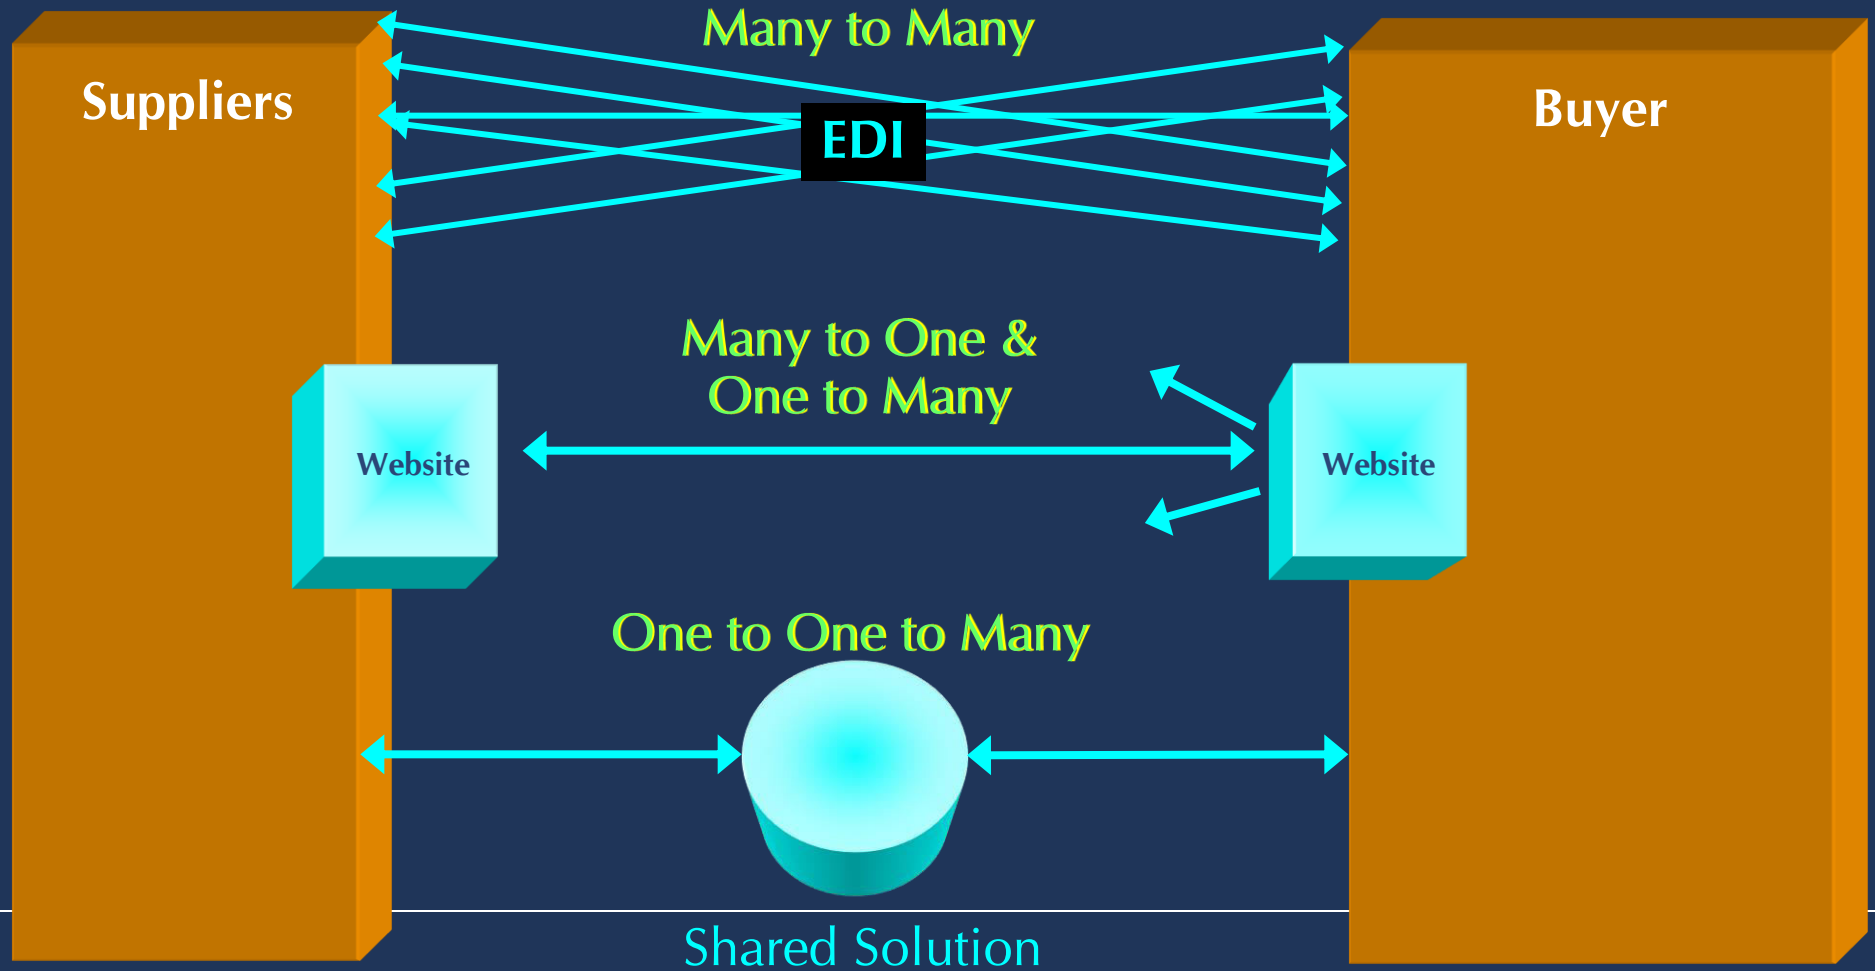 Many to Many
Suppliers
Buyer
EDI
Many to One &
One to Many
Website
Website
One to One to Many
Shared Solution